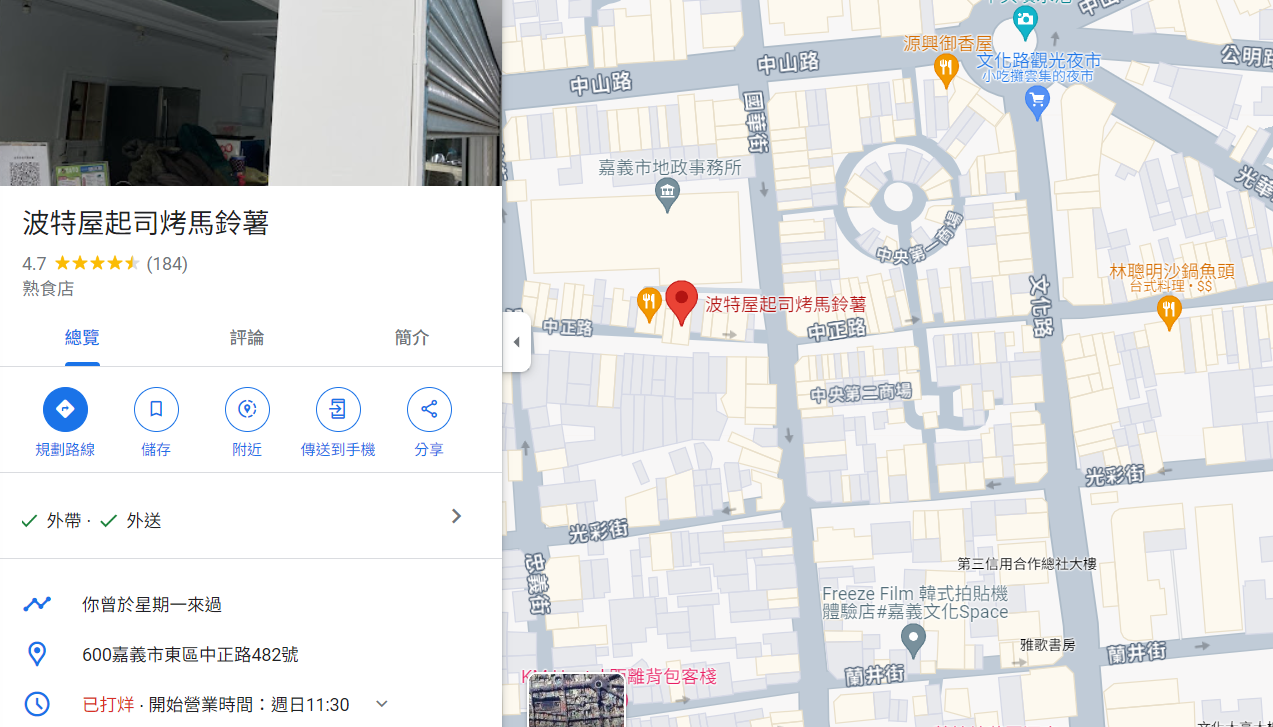 波特屋起司烤馬鈴薯
4.7 (184)
熟食店
總覽
評論
簡介
規劃路線
儲存
附近
傳送到手機
分享
外帶 · 外送
你曾於星期一來過
600嘉義市東區中正路482號
已打烊 · 開始營業時間：週日11:30
中山路
中山路
源興御香屋
文化路觀光夜市
小吃攤雲集的夜市
公明路
國華街
嘉義市地政事務所
中央第一商場
林聰明沙鍋魚頭
台式料理 · $$
波特屋起司烤馬鈴薯
中正路
中正路
文化路
中央第二商場
光彩街
光彩街
忠義街
第三信用合作總社大樓
Freeze Film 韓式拍貼機
體驗店#嘉義文化Space
雅歌書房
蘭井街
蘭井街
距離背包客棧